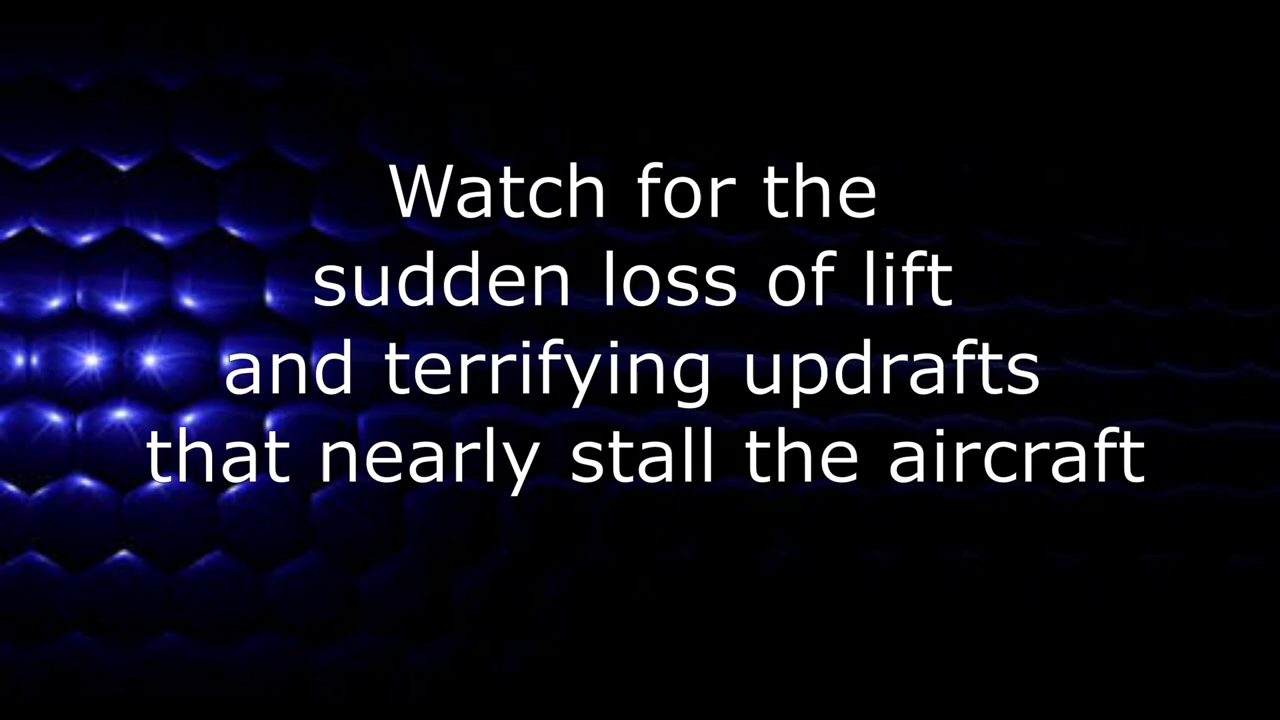 Watch for the
sudden loss of lift
and terrifying updrafts
that nearly stall the aircraft